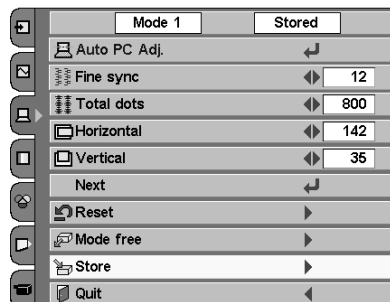 Mode 1 Stored
Auto PC Adj.
Fine sync 12
Total dots 800
Horizontal 142
Vertical 35
Next
Reset
Mode free
Store
Quit